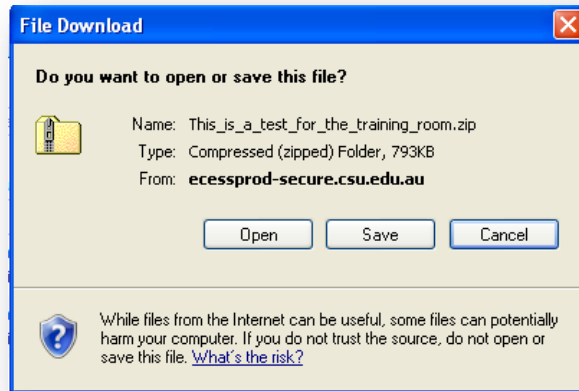 File Download
Do you want to open or save this file?
Name: This_is_a_test_for_the_training_room.zip
Type: Compressed (zipped) Folder, 793KB
From: ecessprod-secure.csu.edu.au
Open Save Cancel
While files from the Internet can be useful, some files can potentially
harm your computer. If you do not trust the source, do not open or
save this file. What's the risk?